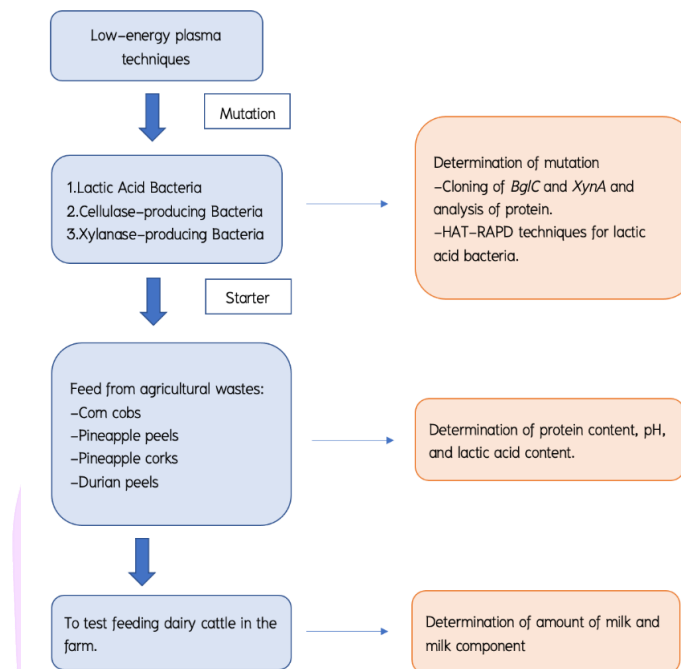 Low-energy plasma
techniques
Mutation
1.Lactic Acid Bacteria
2.Cellulase-producing Bacteria
3.Xylanase-producing Bacteria
Determination of mutation
-Cloning of BglC and XynA and
analysis of protein.
-HAT-RAPD techniques for lactic
acid bacteria.
Starter
Feed from agricultural wastes:
-Corn cobs
-Pineapple peels
-Pineapple corks
-Durian peels
Determination of protein content, pH,
and lactic acid content.
To test feeding dairy cattle in the
farm.
Determination of amount of milk and
milk component